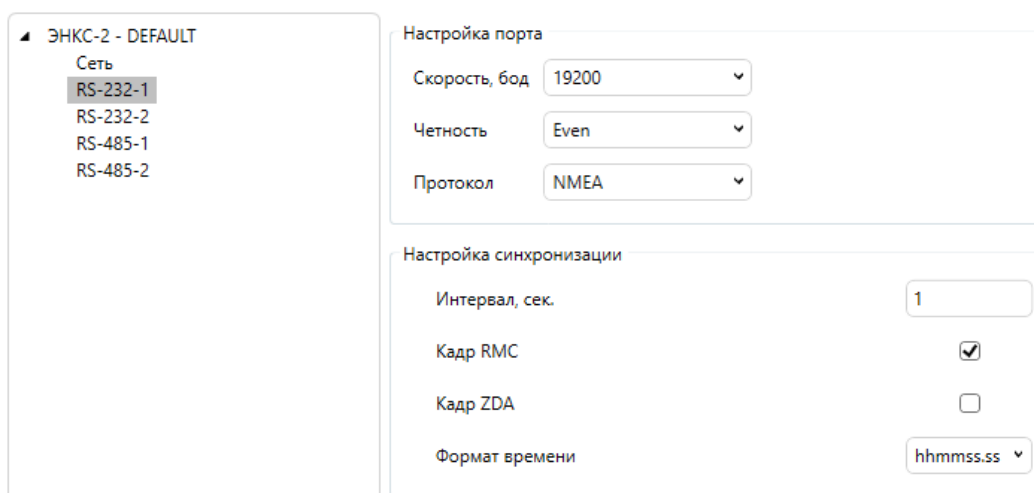 ЭНКС-2 - DEFAULT
Сеть
RS-232-1
RS-232-2
RS-485-1
RS-485-2
Настройка порта
Скорость, бод 19200
Четность Even
Протокол NMEA
Настройка синхронизации
Интервал, сек. 1
Кадр RMC
Кадр ZDA
Формат времени hhmmss.ss